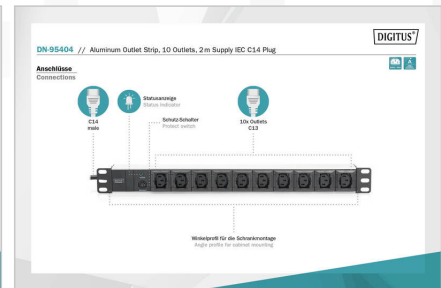 DIGITUS®
DN-95404 // Aluminum Outlet Strip, 10 Outlets, 2 m Supply IEC C14 Plug
Anschlüsse
Connections
Statusanzeige
Status indicator
C14
male
Schutz-Schalter
Protect switch
10x Outlets
C13
Winkelprofil für die Schrankmontage
Angle profile for cabinet mounting